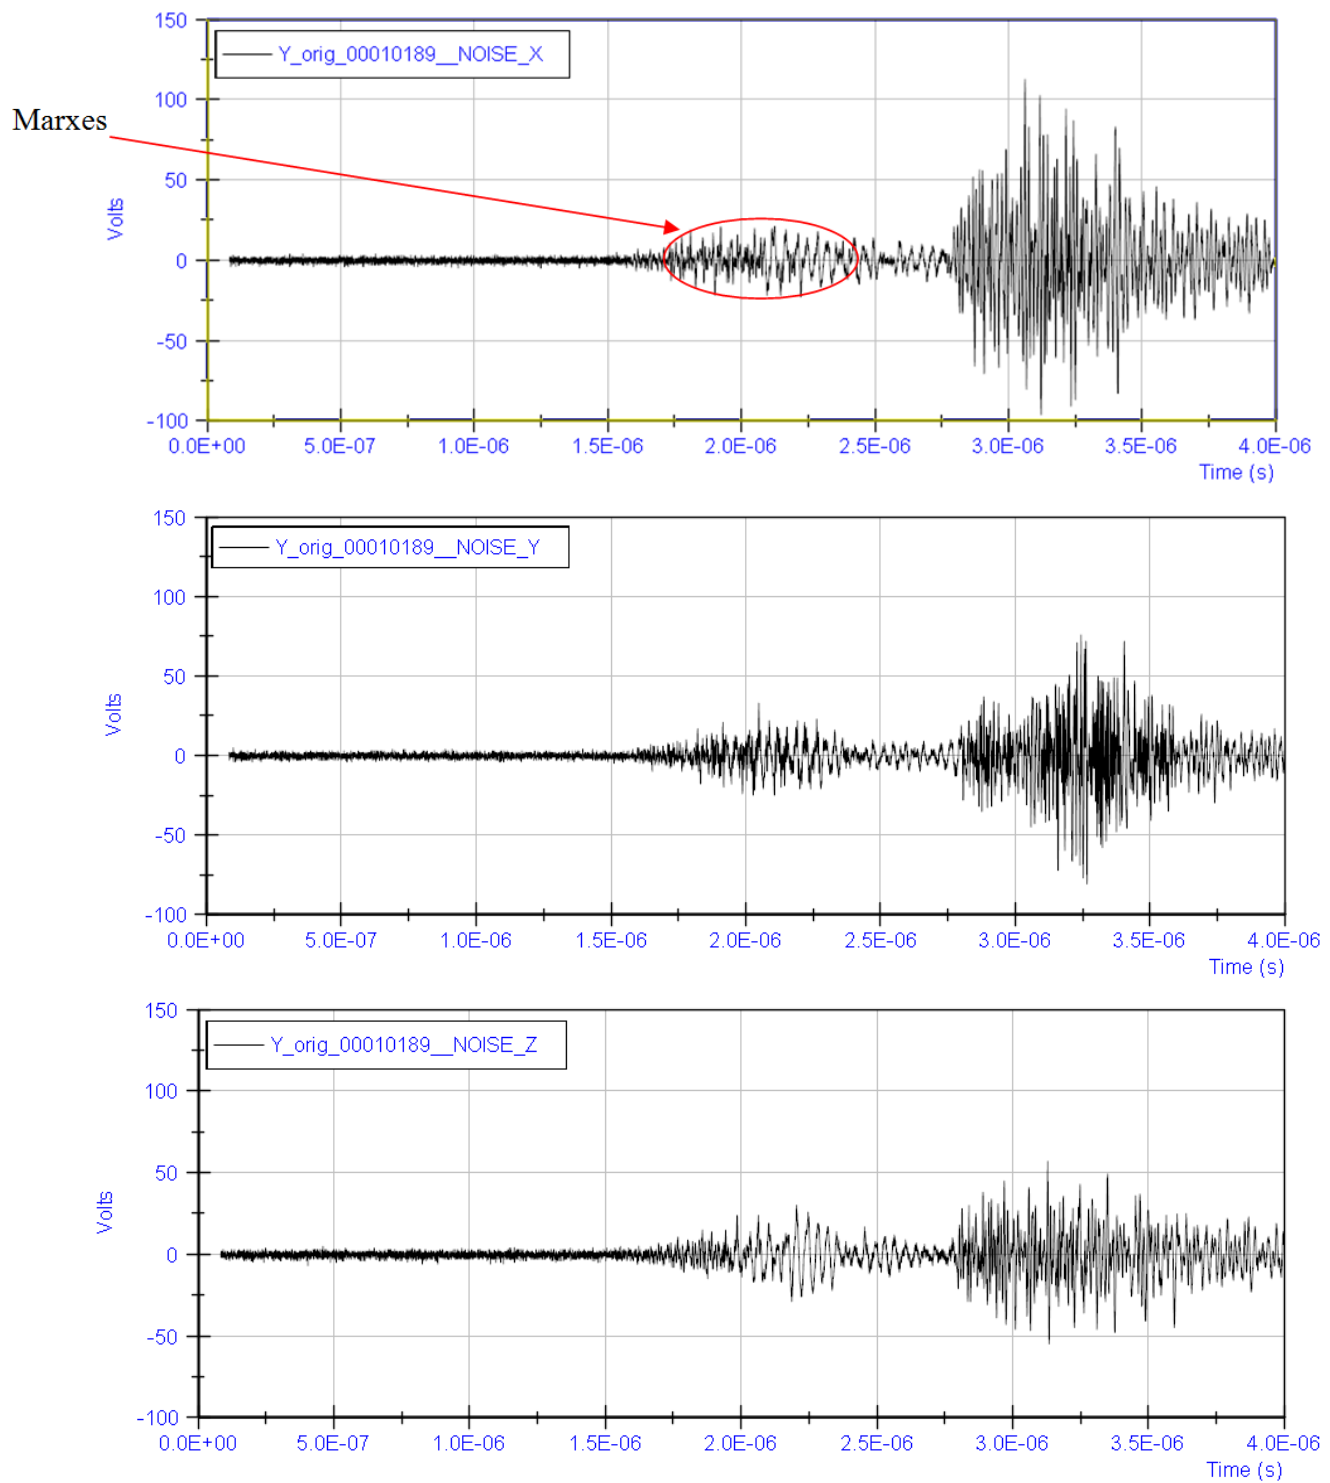 150
Y_orig_00010189__NOISE_X
100
Marxes
50
Volts
0
-50
-100
0.0E+00 5.0E-07 1.0E-06 1.5E-06 2.0E-06 2.5E-06 3.0E-06 3.5E-06 4.0E-06
Time (s)
150
Y_orig_00010189__NOISE_Y
100
50
Volts
0
-50
-100
0.0E+00 5.0E-07 1.0E-06 1.5E-06 2.0E-06 2.5E-06 3.0E-06 3.5E-06 4.0E-06
Time (s)
150
Y_orig_00010189__NOISE_Z
100
50
Volts
0
-50
-100
0.0E+00 5.0E-07 1.0E-06 1.5E-06 2.0E-06 2.5E-06 3.0E-06 3.5E-06 4.0E-06
Time (s)